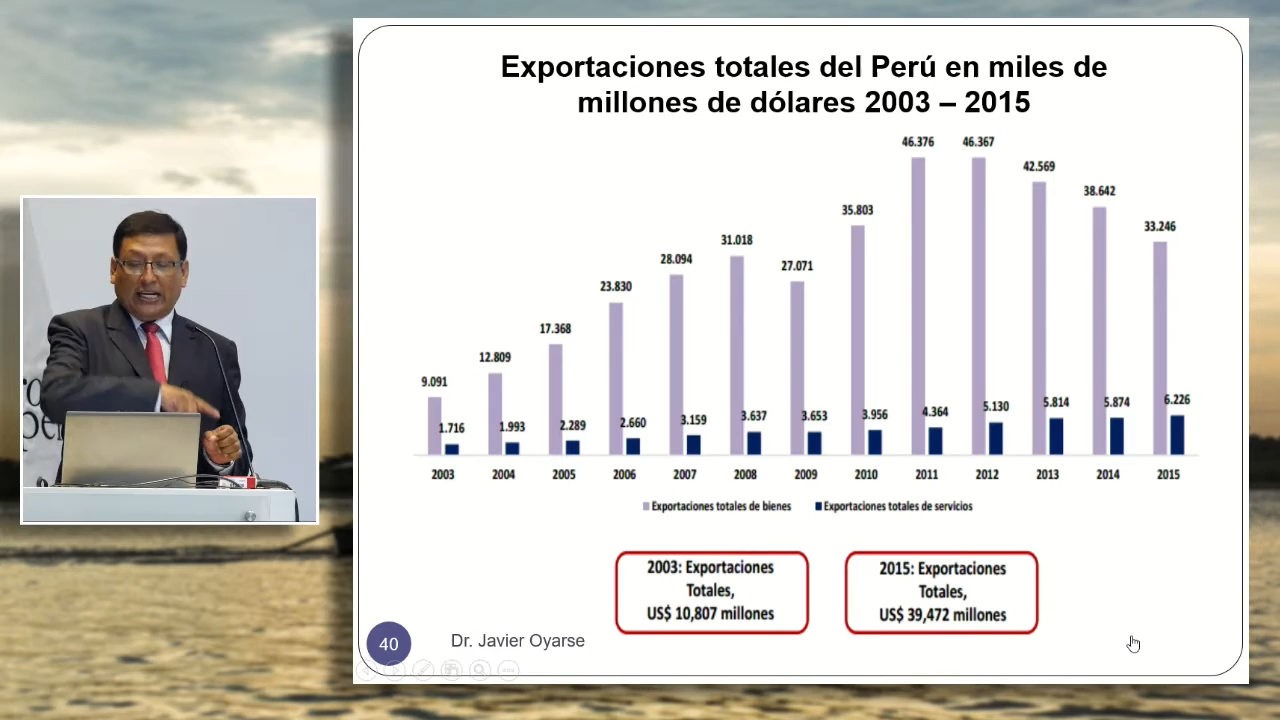 Exportaciones totales del Perú en miles de
millones de dólares 2003 – 2015
46.376
46.367
42.569
38.642
35.803
33.246
31.018
28.094
27.071
23.830
17.368
12.809
9.091
1.716
1.993
2.289
2.660
3.159
3.637
3.653
3.956
4.364
5.130
5.814
5.874
6.226
2003 2004 2005 2006 2007 2008 2009 2010 2011 2012 2013 2014 2015
Exportaciones totales de bienes Exportaciones totales de servicios
2003: Exportaciones
Totales,
US$ 10,807 millones
2015: Exportaciones
Totales,
US$ 39,472 millones
40
Dr. Javier Oyarse